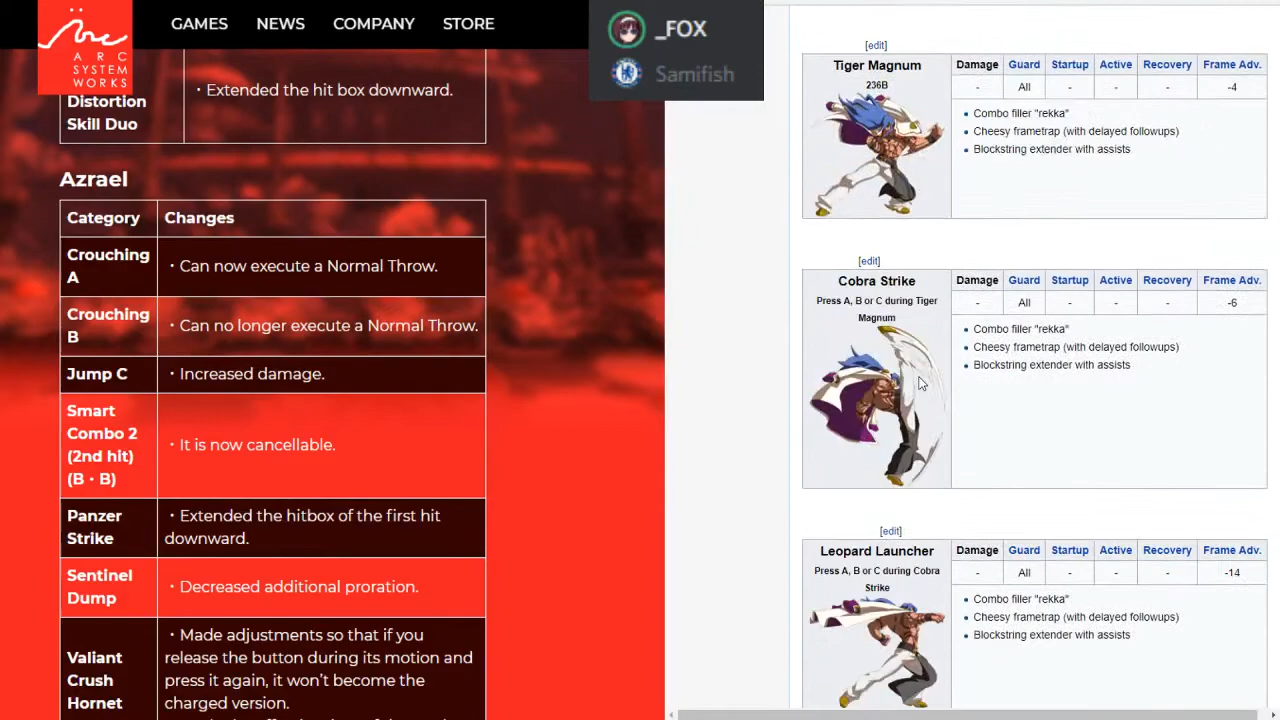 ARC
SYSTEM
WORKS
GAMES NEWS COMPANY STORE
_FOX
Samifish
Distortion
Skill Duo
・Extended the hit box downward.
Azrael
Category Changes
Crouching
A
・Can now execute a Normal Throw.
Crouching
B
・Can no longer execute a Normal Throw.
Jump C ・Increased damage.
Smart
Combo 2
(2nd hit)
(B・B)
・It is now cancellable.
Panzer
Strike
・Extended the hitbox of the first hit
downward.
Sentinel
Dump
・Decreased additional proration.
Valiant
Crush
Hornet
・Made adjustments so that if you
release the button during its motion and
press it again, it won’t become the
charged version.
[edit]
Tiger Magnum
236B
Damage Guard Startup Active Recovery Frame Adv.
- All - - - -4
Combo filler "rekka"
Cheesy frametrap (with delayed followups)
Blockstring extender with assists
[edit]
Cobra Strike
Press A, B or C during Tiger
Magnum
Damage Guard Startup Active Recovery Frame Adv.
- All - - - -6
Combo filler "rekka"
Cheesy frametrap (with delayed followups)
Blockstring extender with assists
[edit]
Leopard Launcher
Press A, B or C during Cobra
Strike
Damage Guard Startup Active Recovery Frame Adv.
- All - - - -14
Combo filler "rekka"
Cheesy frametrap (with delayed followups)
Blockstring extender with assists